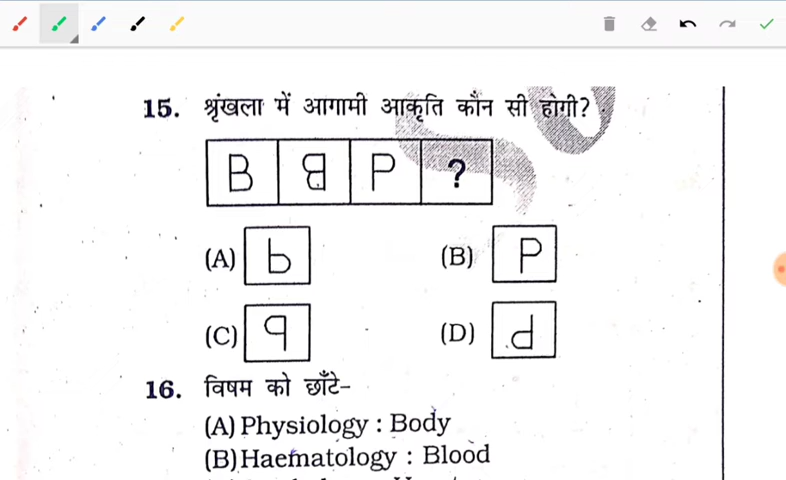 15. श्रृंखला में आगामी आकृति कौन सी होगी?
B B P ?
(A) b (B) P
(C) q (D) d
16. विषम को छाँटे-
(A) Physiology : Body
(B) Haematology : Blood